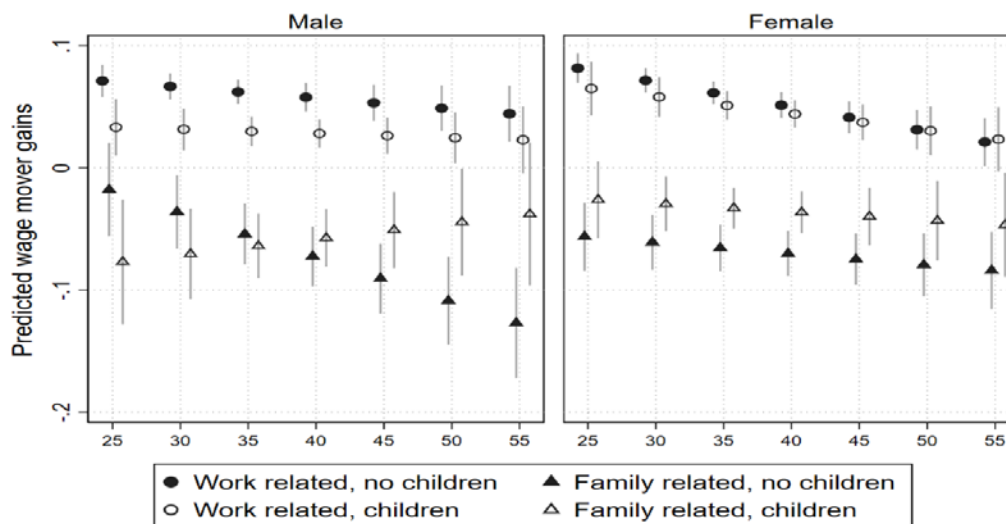 Male Female
Predicted wage mover gains
.1
0
-.1
-.2
25 30 35 40 45 50 55 25 30 35 40 45 50 55
Work related, no children Family related, no children
Work related, children Family related, children